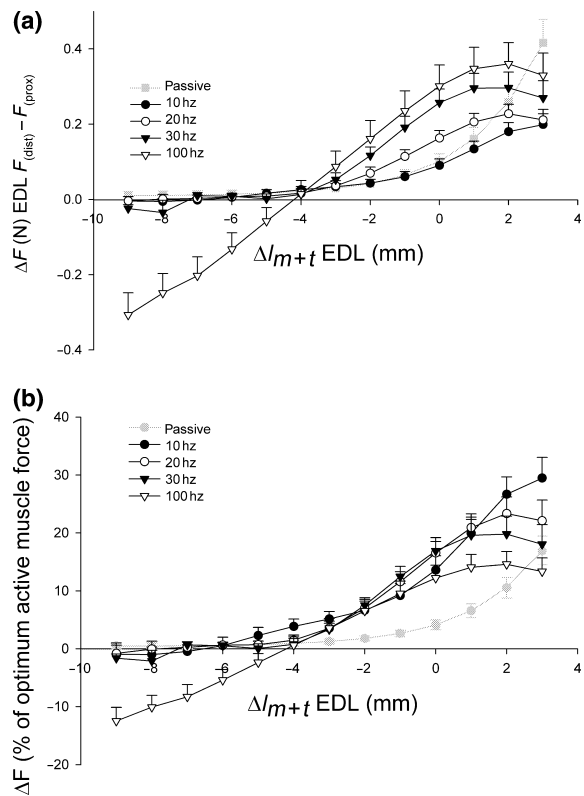 (a)
ΔF (N) EDL F(dist) – F(prox)
0.4
0.2
0.0
–0.2
–0.4
Passive
10 hz
20 hz
30 hz
100 hz
–10 –8 –6 –4 –2 0 2 4
Δlm+t EDL (mm)
(b)
ΔF (% of optimum active muscle force)
40
30
20
10
0
–10
–20
Passive
10 hz
20 hz
30 hz
100 hz
–10 –8 –6 –4 –2 0 2 4
Δlm+t EDL (mm)